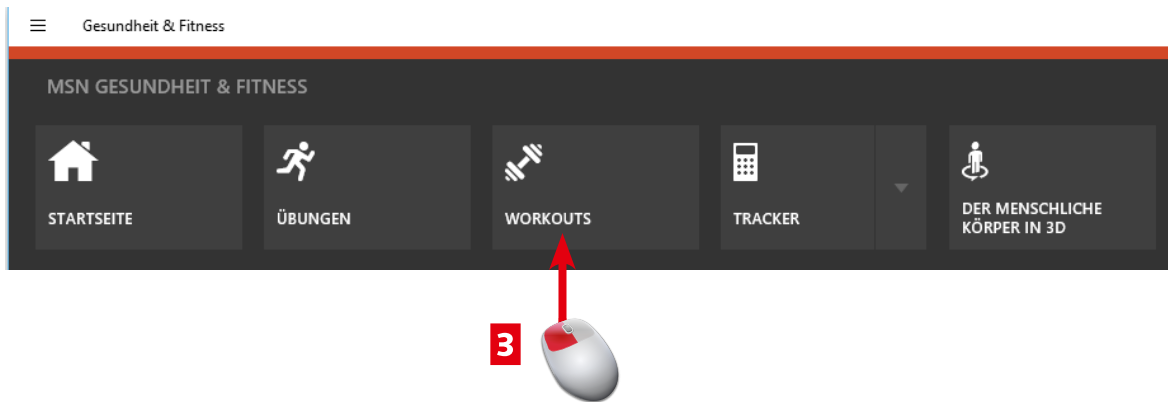 Gesundheit & Fitness
MSN GESUNDHEIT & FITNESS
STARTSEITE
ÜBUNGEN
WORKOUTS
TRACKER
DER MENSCHLICHE
KÖRPER IN 3D
3